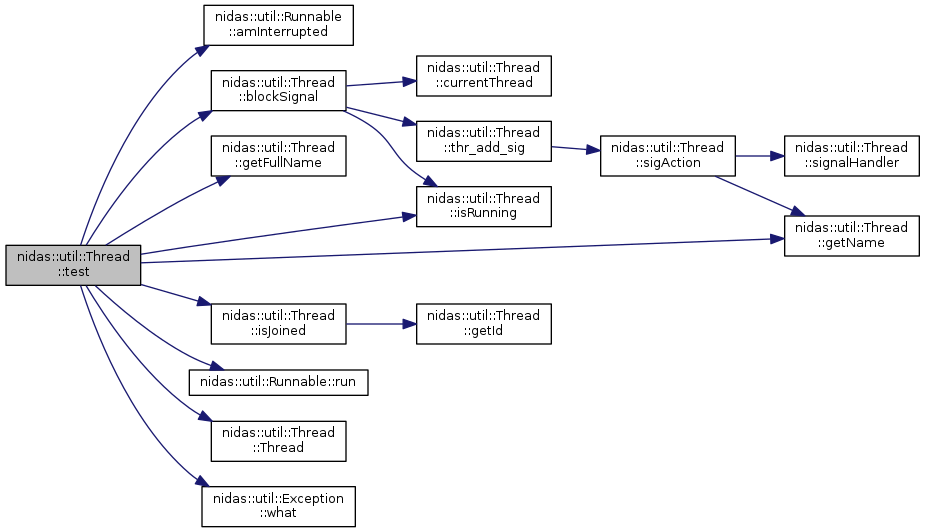 nidas::util::Runnable
::amInterrupted
nidas::util::Thread
::blockSignal
nidas::util::Thread
::currentThread
nidas::util::Thread
::thr_add_sig
nidas::util::Thread
::sigAction
nidas::util::Thread
::signalHandler
nidas::util::Thread
::getFullName
nidas::util::Thread
::isRunning
nidas::util::Thread
::getName
nidas::util::Thread
::test
nidas::util::Thread
::isJoined
nidas::util::Thread
::getId
nidas::util::Runnable::run
nidas::util::Thread
::Thread
nidas::util::Exception
::what